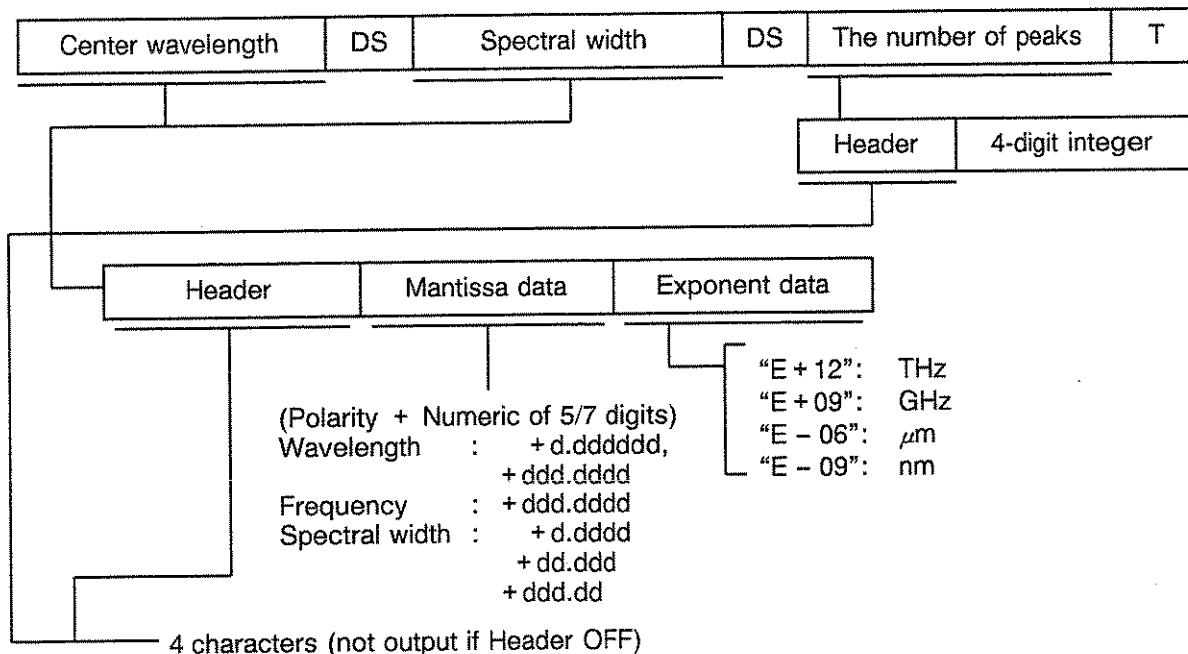 Center wavelength DS Spectral width DS The number of peaks T
Header 4-digit integer
Header Mantissa data Exponent data
"E + 12": THz
"E + 09": GHz
"E – 06": μm
"E – 09": nm
(Polarity + Numeric of 5/7 digits)
Wavelength : + d.dddddd,
+ ddd.dddd
Frequency : + ddd.dddd
Spectral width : + d.dddd
+ dd.ddd
+ ddd.dd
4 characters (not output if Header OFF)